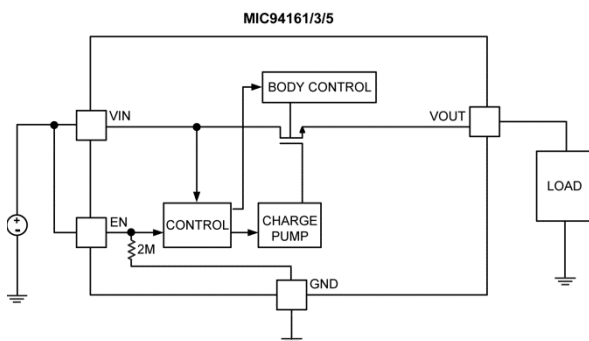 MIC94161/3/5
BODY CONTROL
VIN
VOUT
LOAD
EN
CONTROL
CHARGE
PUMP
2M
GND